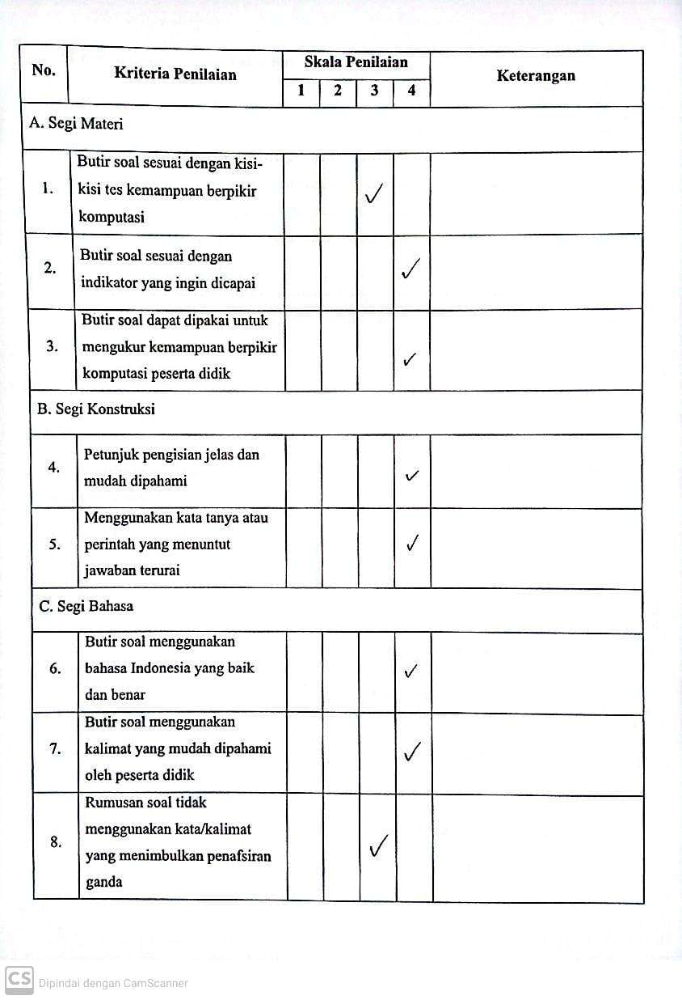 No. Kriteria Penilaian Skala Penilaian Keterangan
1 2 3 4
A. Segi Materi
1. Butir soal sesuai dengan kisi-
kisi tes kemampuan berpikir ✓
komputasi
2. Butir soal sesuai dengan ✓
indikator yang ingin dicapai
3. Butir soal dapat dipakai untuk
mengukur kemampuan berpikir ✓
komputasi peserta didik
B. Segi Konstruksi
4. Petunjuk pengisian jelas dan ✓
mudah dipahami
5. Menggunakan kata tanya atau
perintah yang menuntut ✓
jawaban terurai
C. Segi Bahasa
6. Butir soal menggunakan
bahasa Indonesia yang baik ✓
dan benar
7. Butir soal menggunakan
kalimat yang mudah dipahami ✓
oleh peserta didik
8. Rumusan soal tidak
menggunakan kata/kalimat ✓
yang menimbulkan penafsiran
ganda
CS Dipindai dengan CamScanner